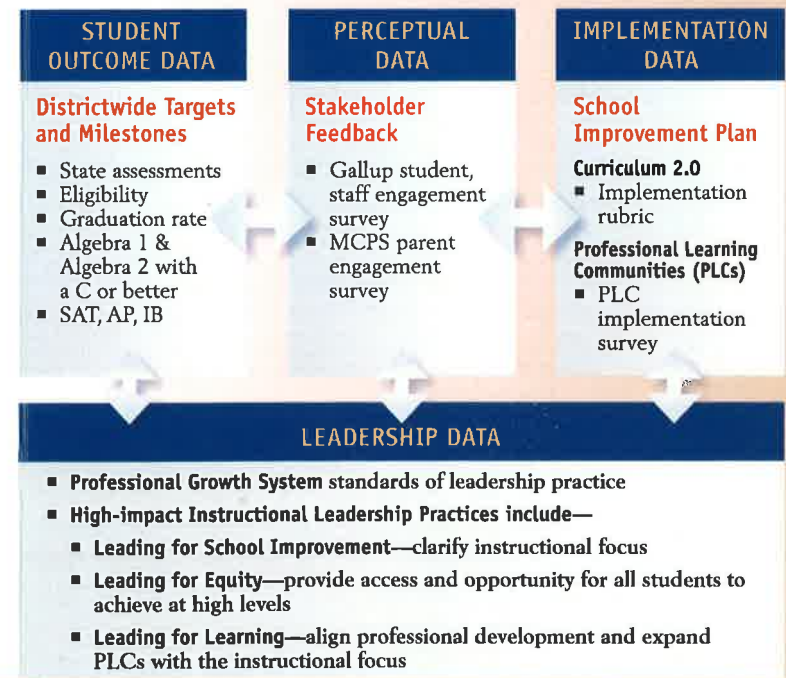 STUDENT
OUTCOME DATA
Districtwide Targets
and Milestones
▪ State assessments
▪ Eligibility
▪ Graduation rate
▪ Algebra 1 &
Algebra 2 with
a C or better
▪ SAT, AP, IB
PERCEPTUAL
DATA
Stakeholder
Feedback
▪ Gallup student,
staff engagement
survey
▪ MCPS parent
engagement
survey
IMPLEMENTATION
DATA
School
Improvement Plan
Curriculum 2.0
▪ Implementation
rubric
Professional Learning
Communities (PLCs)
▪ PLC
implementation
survey
LEADERSHIP DATA
▪ Professional Growth System standards of leadership practice
▪ High-impact Instructional Leadership Practices include—
▪ Leading for School Improvement—clarify instructional focus
▪ Leading for Equity—provide access and opportunity for all students to
achieve at high levels
▪ Leading for Learning—align professional development and expand
PLCs with the instructional focus